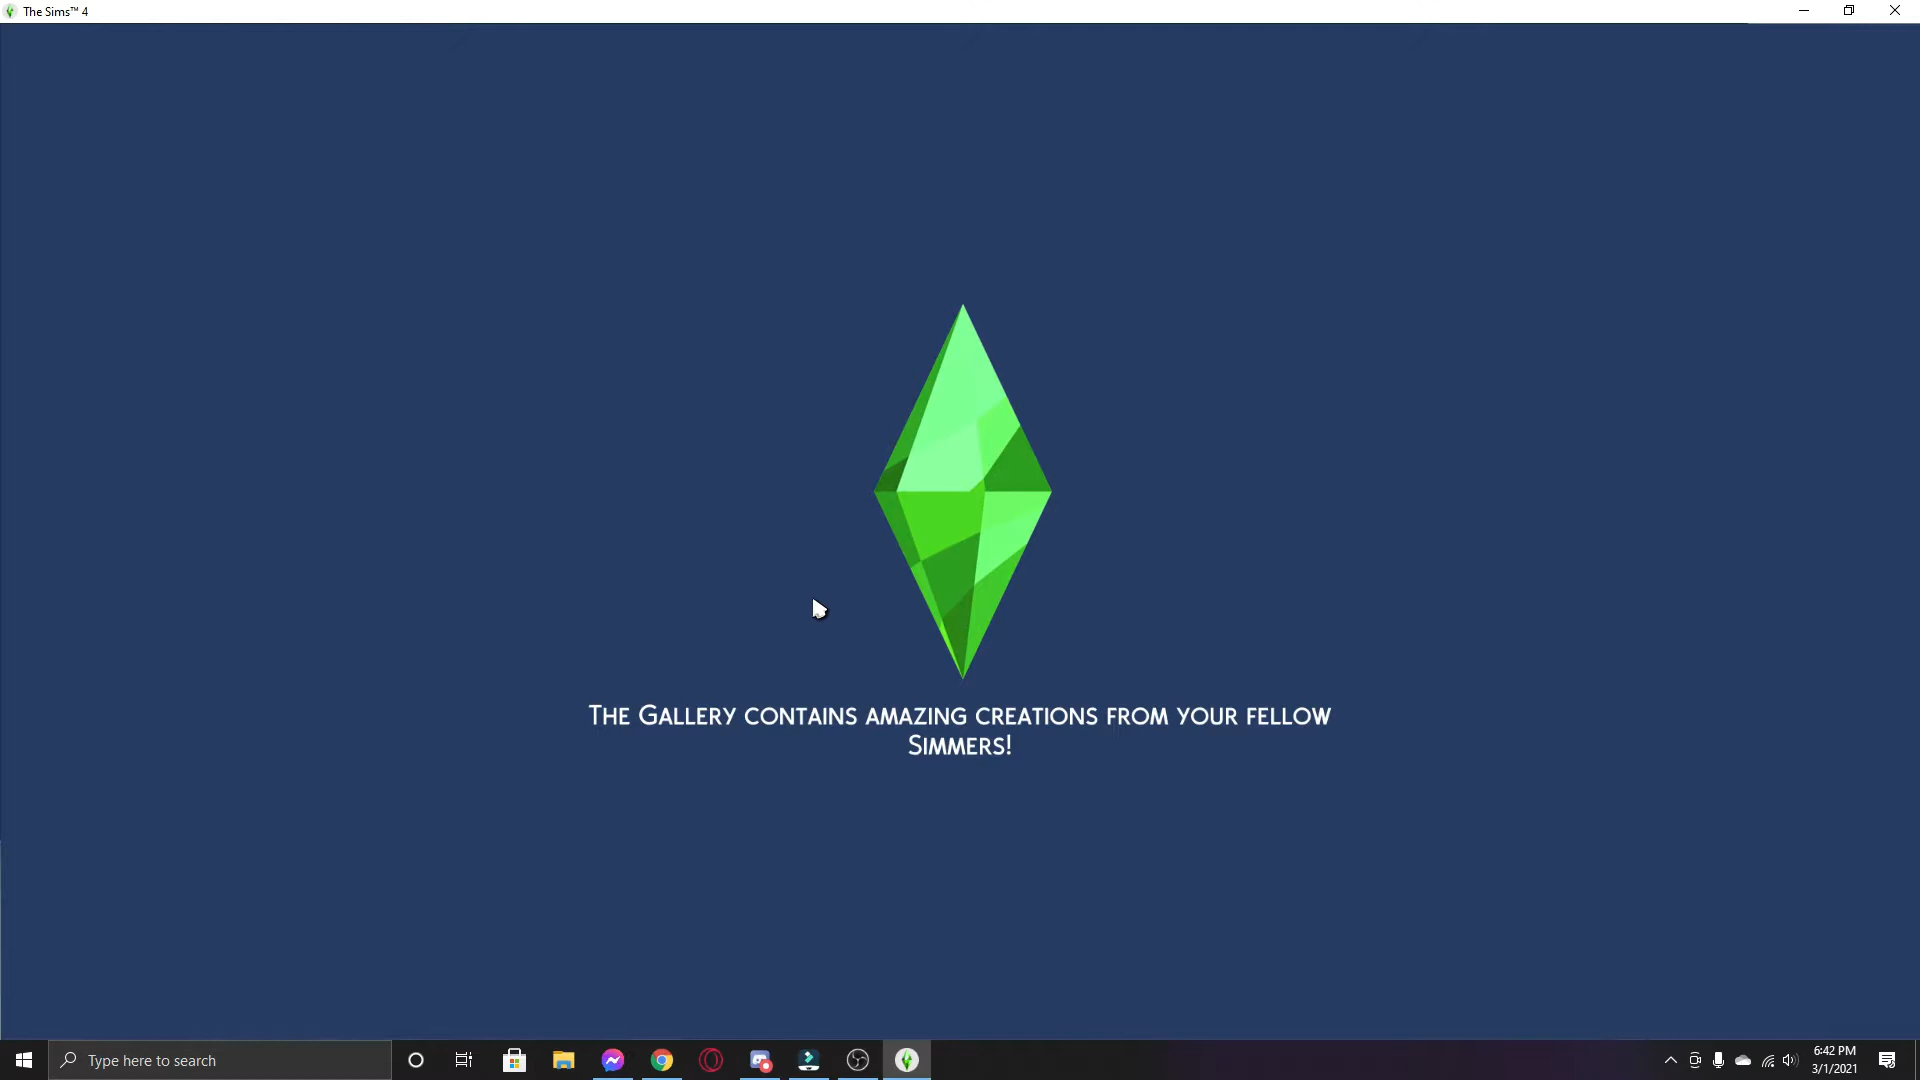 The Sims™ 4
The Gallery contains amazing creations from your fellow
Simmers!
Type here to search
6:42 PM
3/1/2021